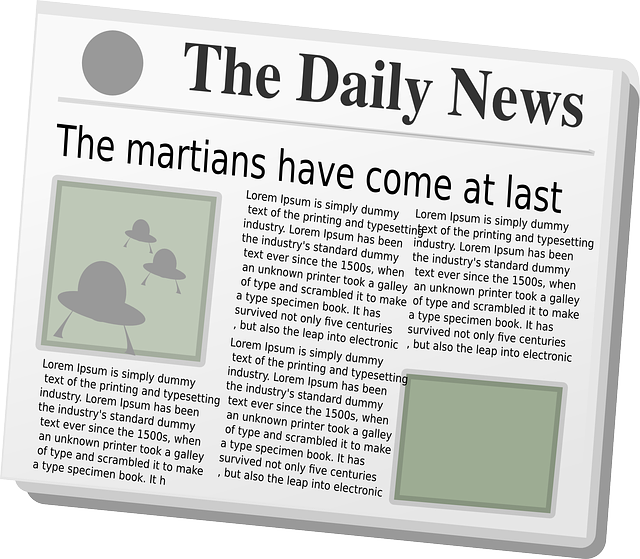 The Daily News
The martians have come at last
Lorem Ipsum is simply dummy
text of the printing and typesetting
industry. Lorem Ipsum has been
the industry's standard dummy
text ever since the 1500s, when
an unknown printer took a galley
of type and scrambled it to make
a type specimen book. It h
Lorem Ipsum is simply dummy
text of the printing and typesetting
industry. Lorem Ipsum has been
the industry's standard dummy
text ever since the 1500s, when
an unknown printer took a galley
of type and scrambled it to make
a type specimen book. It has
survived not only five centuries
, but also the leap into electronic
Lorem Ipsum is simply dummy
text of the printing and typesetting
industry. Lorem Ipsum has been
the industry's standard dummy
text ever since the 1500s, when
an unknown printer took a galley
of type and scrambled it to make
a type specimen book. It has
survived not only five centuries
, but also the leap into electronic
Lorem Ipsum is simply dummy
text of the printing and typesetting
industry. Lorem Ipsum has been
the industry's standard dummy
text ever since the 1500s, when
an unknown printer took a galley
of type and scrambled it to make
a type specimen book. It has
survived not only five centuries
, but also the leap into electronic